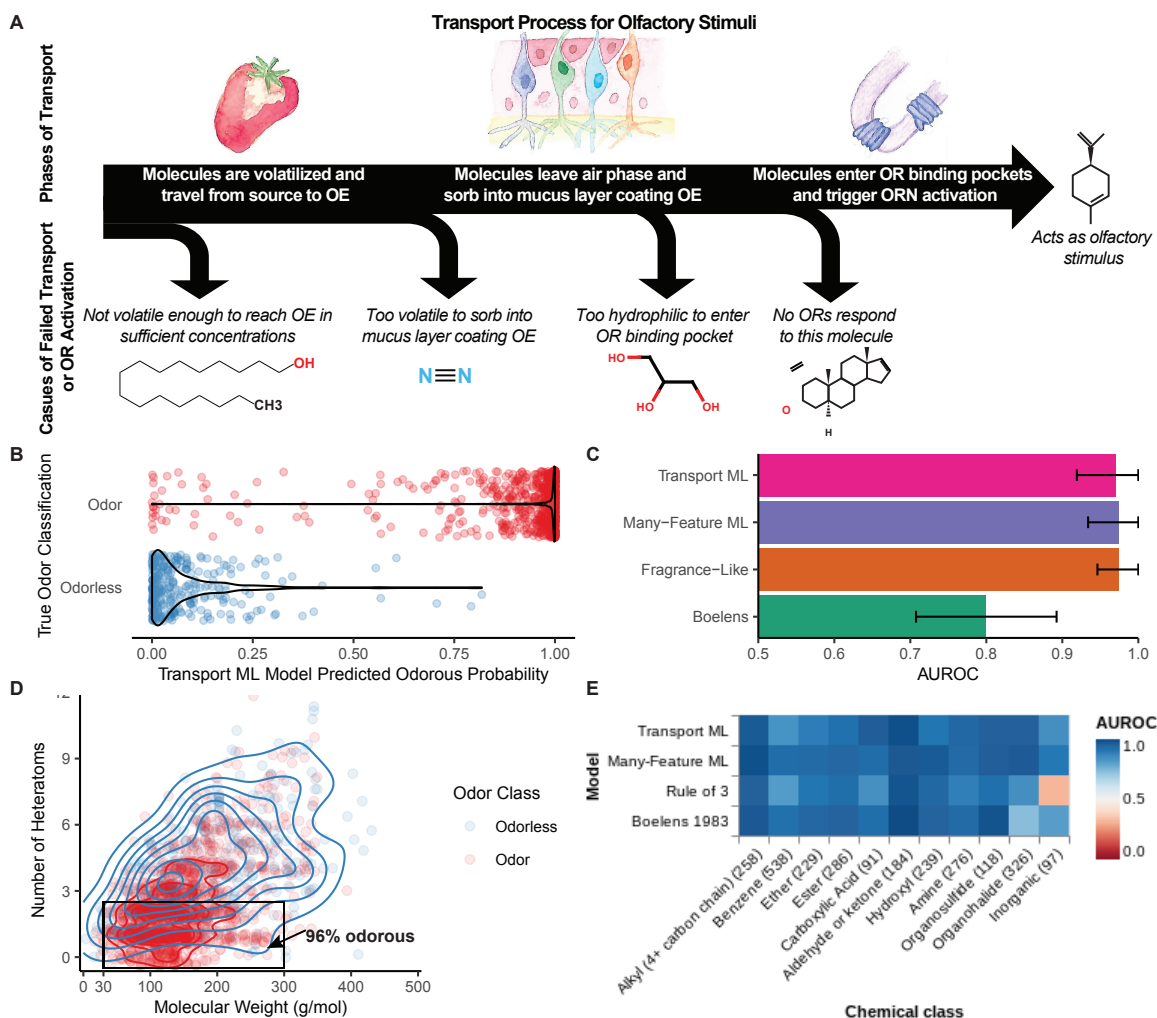 A
Transport Process for Olfactory Stimuli
Phases of Transport
Molecules are volatilized and
travel from source to OE
Molecules leave air phase and
sorb into mucus layer coating OE
Molecules enter OR binding pockets
and trigger ORN activation
Acts as olfactory
stimulus
Casues of Failed Transport
or OR Activation
Not volatile enough to reach OE in
sufficient concentrations
Too volatile to sorb into
mucus layer coating OE
Too hydrophilic to enter
OR binding pocket
No ORs respond
to this molecule
OH
CH3
N N
HO
HO
OH
O
H
B
True Odor Classification
Odor
Odorless
0.00 0.25 0.50 0.75 1.00
Transport ML Model Predicted Odorous Probability
C
Transport ML
Many-Feature ML
Fragrance-Like
Boelens
0.5 0.6 0.7 0.8 0.9 1.0
AUROC
D
Number of Heteratoms
12
9
6
3
0
96% odorous
0 30 100 200 300 400 500
Molecular Weight (g/mol)
Odor Class
Odorless
Odor
E
Model
Transport ML
Many-Feature ML
Rule of 3
Boelens 1983
Alkyl (4+ carbon chain) (258)
Benzene (538)
Ether (229)
Ester (286)
Carboxylic Acid (91)
Aldehyde or ketone (184)
Hydroxyl (239)
Amine (276)
Organosulfide (118)
Organohalide (326)
Inorganic (97)
Chemical class
AUROC
1.0
0.5
0.0